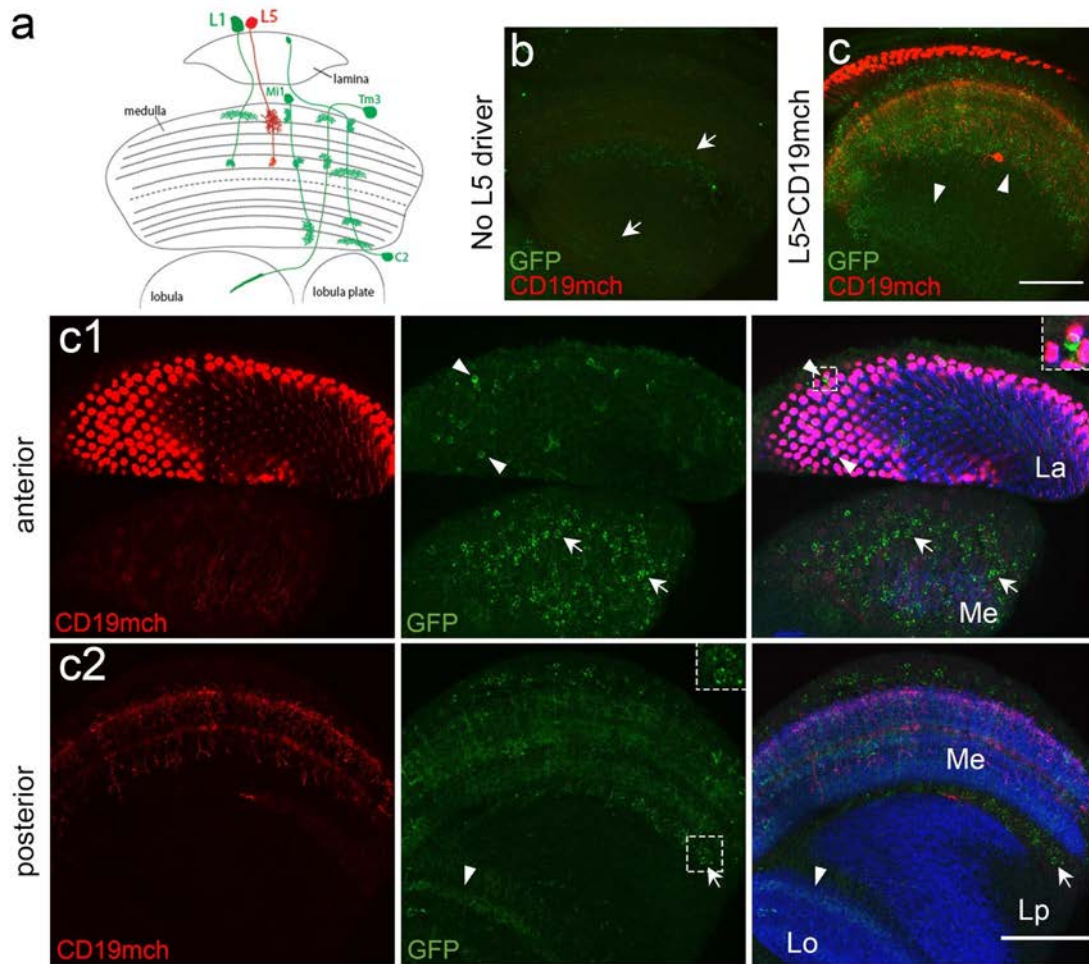 a
L1
L5
lamina
Mi1
Tm3
medulla
C2
lobula
lobula plate
No L5 driver
b
GFP
CD19mch
L5>CD19mch
c
GFP
CD19mch
anterior
c1
CD19mch
GFP
La
Me
posterior
c2
CD19mch
GFP
Me
Lp
Lo